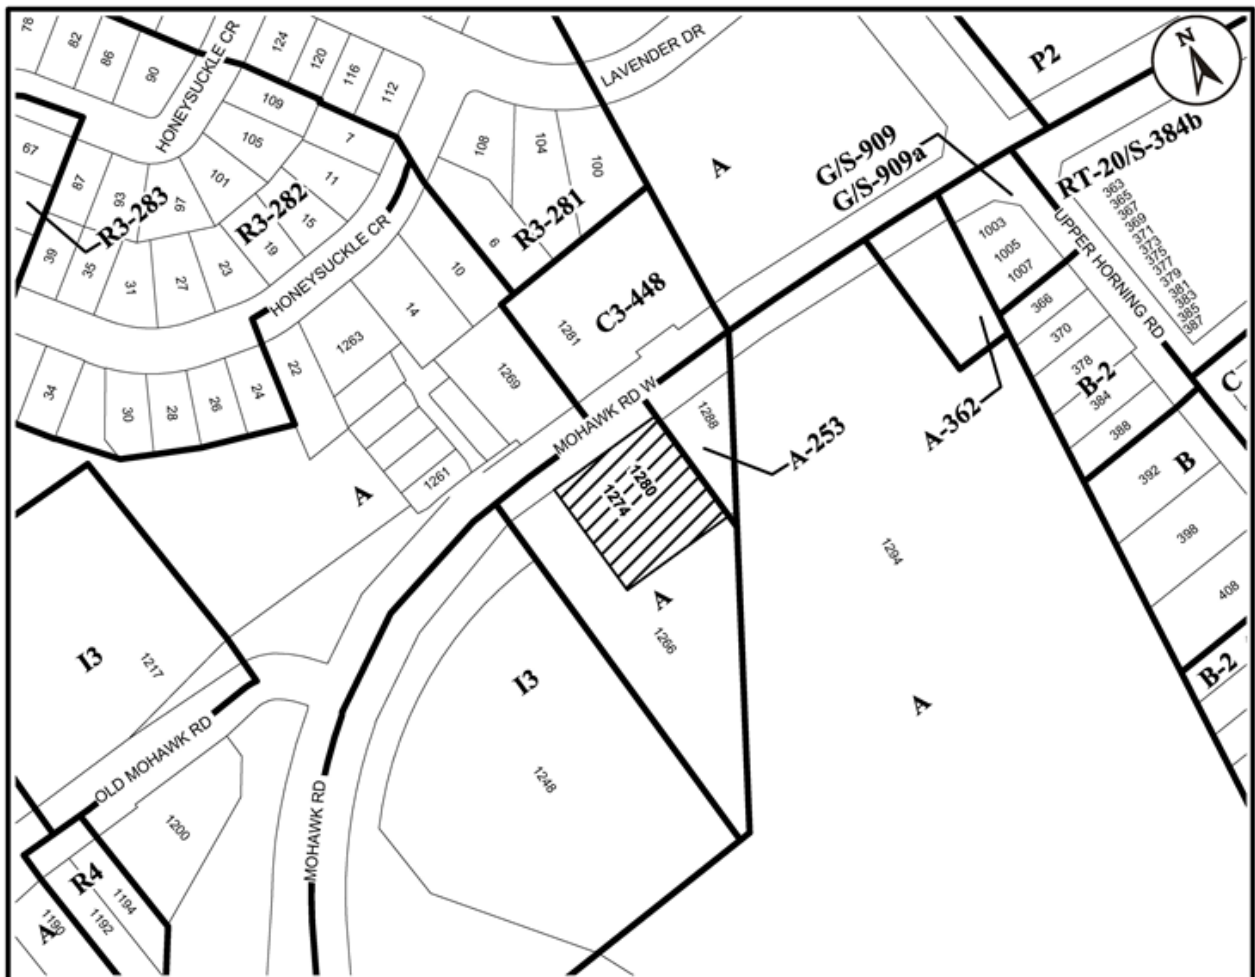 78
82
86
90
HONEYSUCKLE CR
124
120
116
112
LAVENDER DR
P2
N
109
105
7
108
104
100
A
G/S-909
G/S-909a
RT-20/S-384b
363
365
367
369
371
373
375
377
379
381
383
385
387
67
87
93
97
101
11
R3-283
R3-282
15
19
R3-281
6
39
35
31
27
23
HONEYSUCKLE CR
10
14
C3-448
1281
1003
1005
1007
UPPER HORNING RD
1263
22
1269
366
370
378
B-2
384
388
C
34
30
28
26
24
MOHAWK RD W
1288
A-253
A-362
1261
A
1280
1274
392
B
398
408
1294
A
1266
I3
1217
I3
B-2
A
OLD MOHAWK RD
1248
MOHAWK RD
1200
R4
1194
1192
1190
A